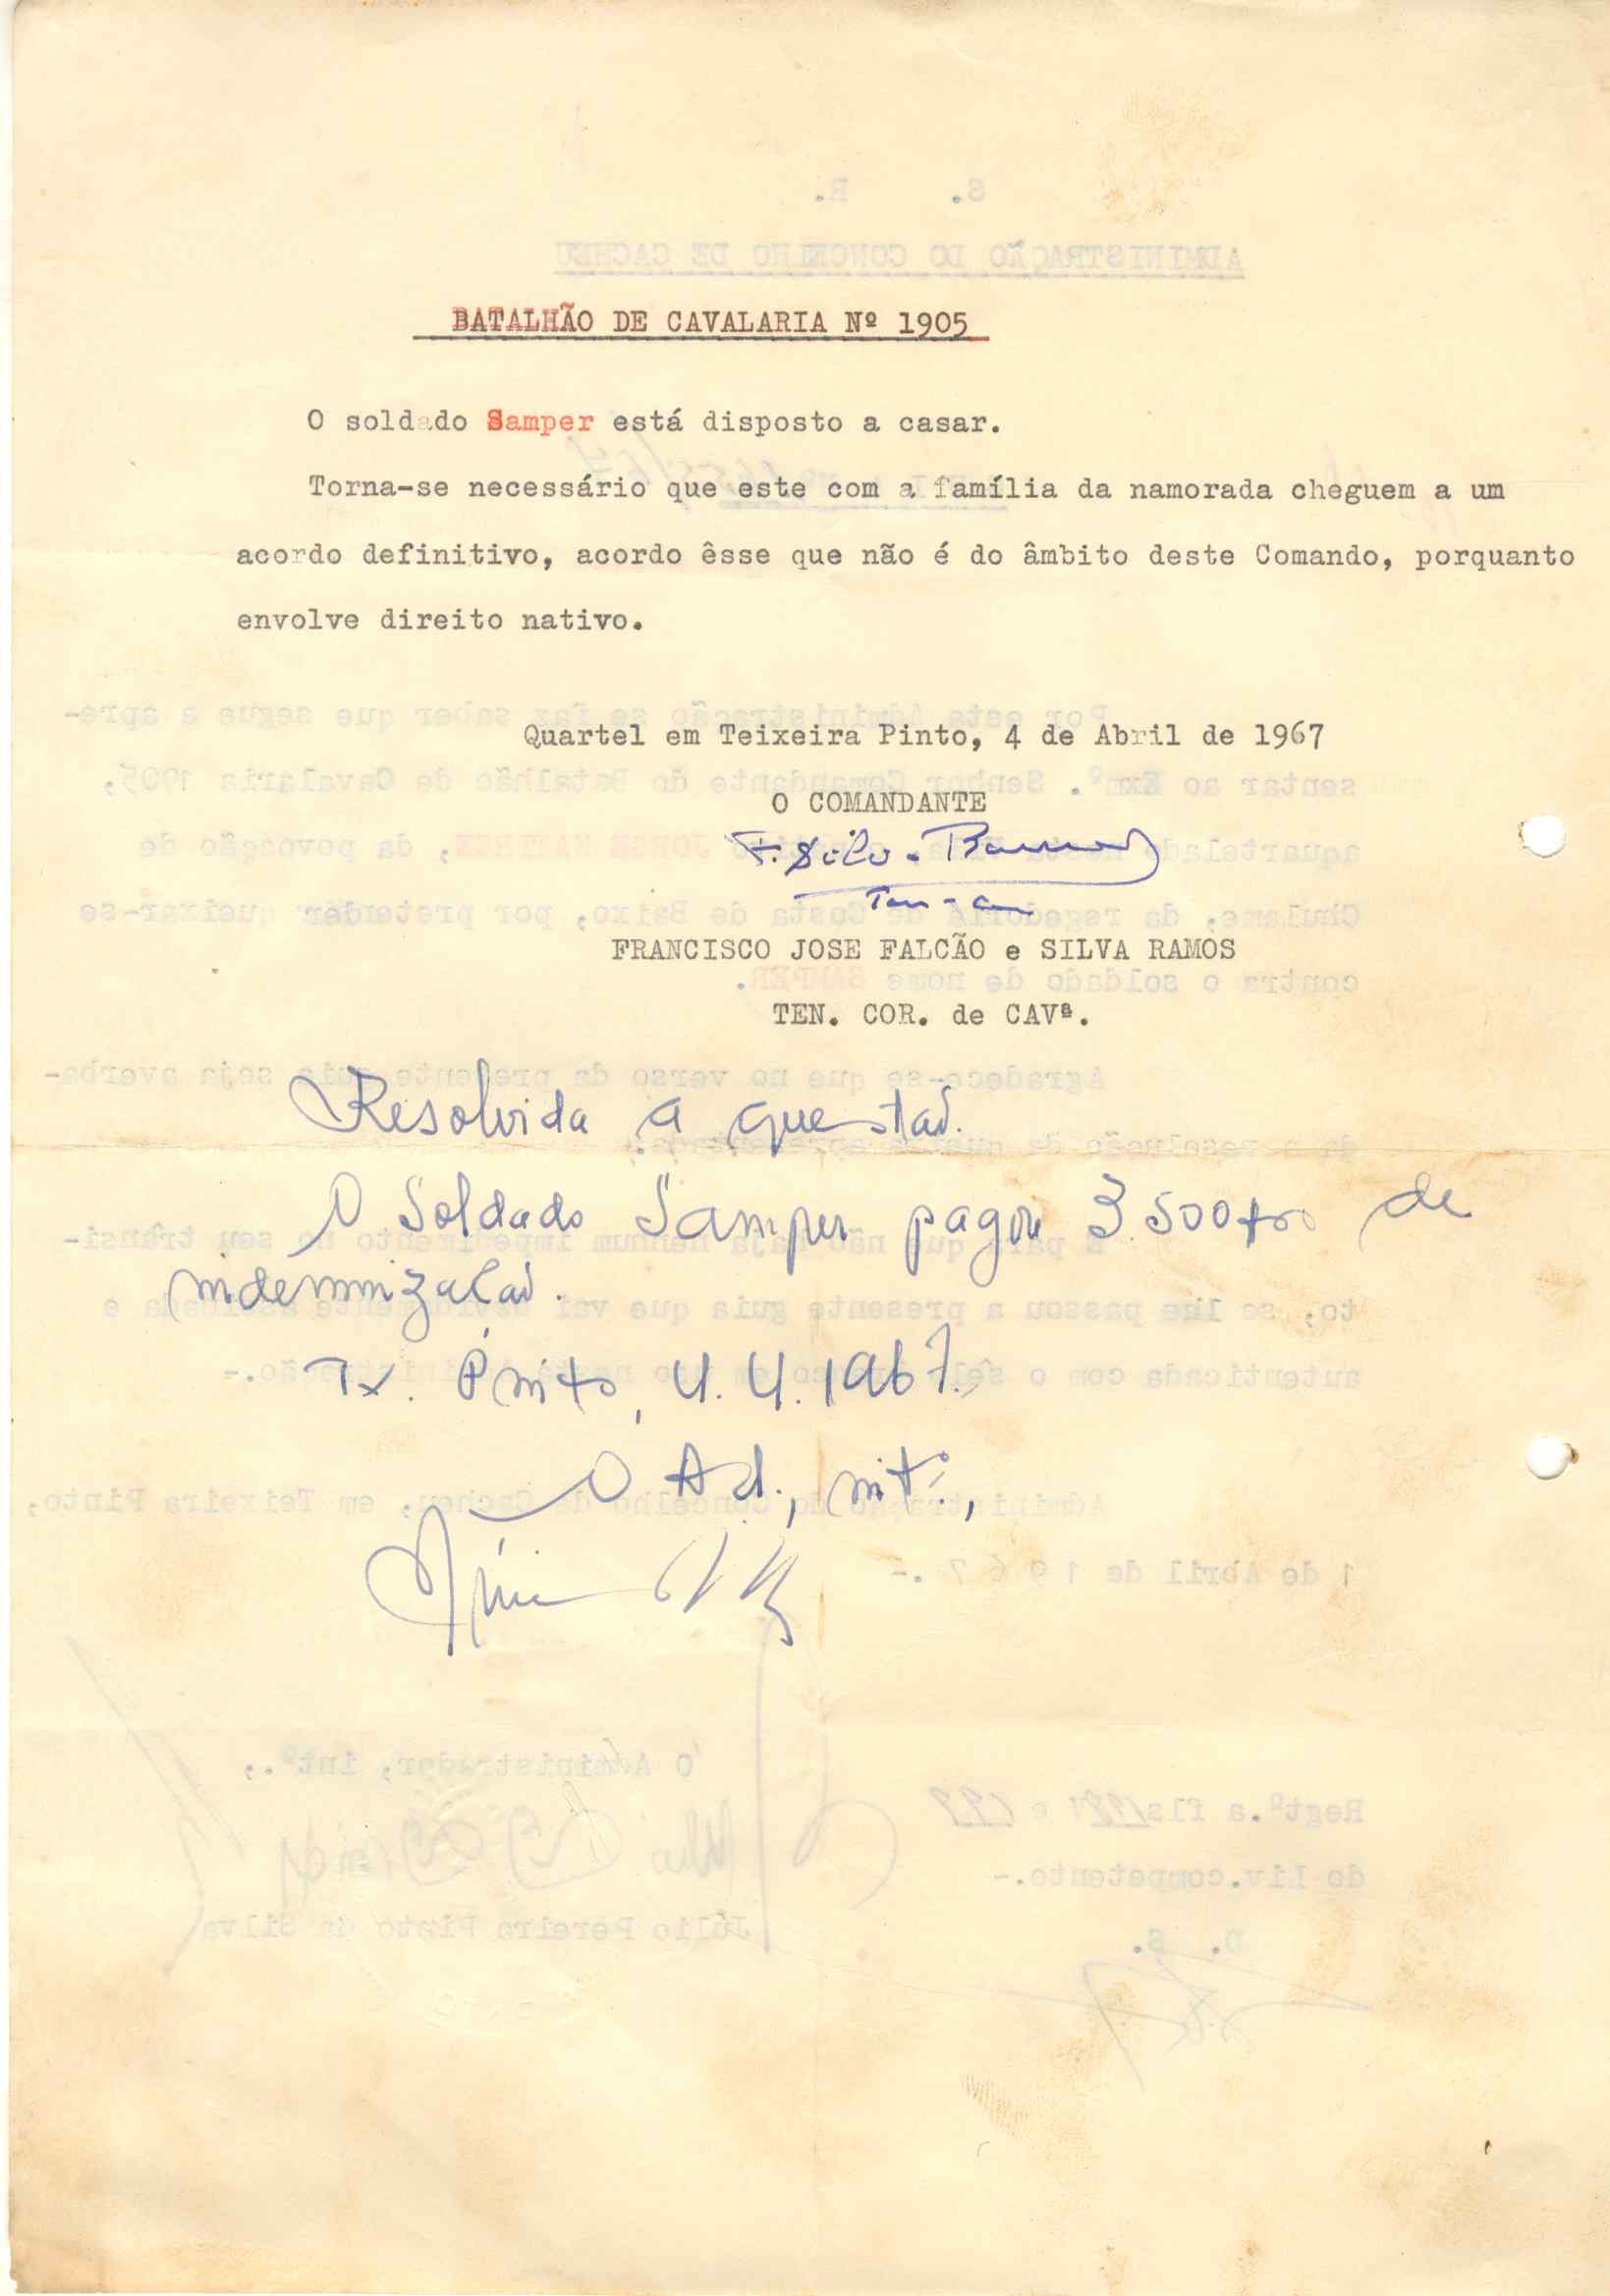 BATALHÃO DE CAVALARIA Nº 1905
O soldado Samper está disposto a casar.
Torna-se necessário que este com a família da namorada cheguem a um
acordo definitivo, acordo êsse que não é do âmbito deste Comando, porquanto
envolve direito nativo.
Quartel em Teixeira Pinto, 4 de Abril de 1967
O COMANDANTE
F. Silva Ramos
FRANCISCO JOSE FALCÃO e SILVA RAMOS
TEN. COR. de CAVª.
Resolvida a questão.
O Soldado Samper pagou 3.500$00 de
indemnização.
Tx. Pinto, 4.4.1967.
O Ad., intº.,